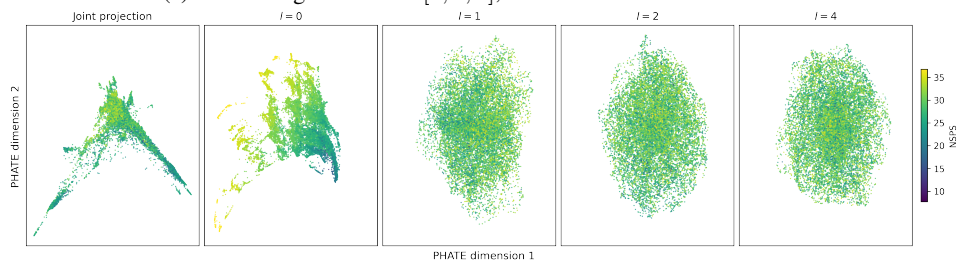 Joint projection
l = 0
l = 1
l = 2
l = 4
PHATE dimension 2
PHATE dimension 1
35
30
25
20
15
10
NSPS